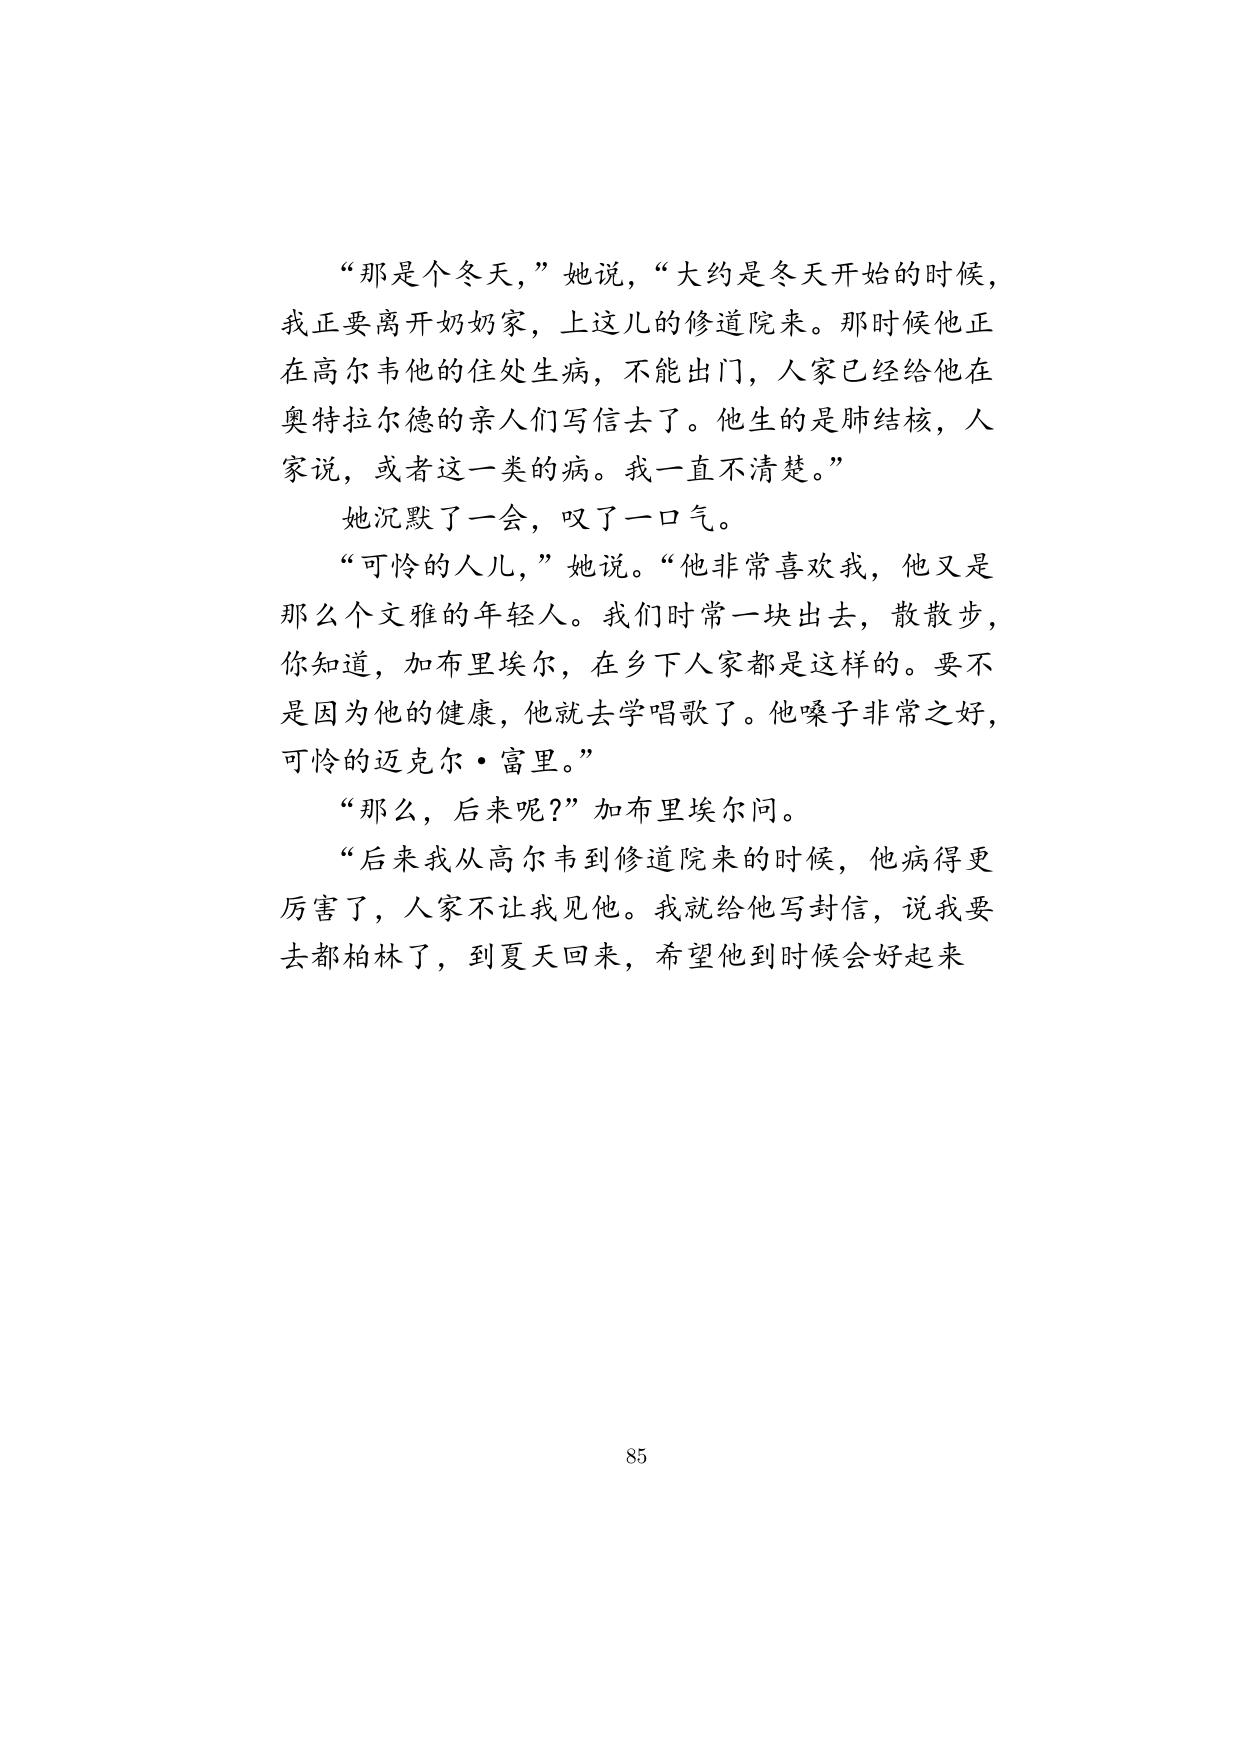 “那是个冬天，”她说，“大约是冬天开始的时候，
我正要离开奶奶家，上这儿的修道院来。那时候他正
在高尔韦他的住处生病，不能出门，人家已经给他在
奥特拉尔德的亲人们写信去了。他生的是肺结核，人
家说，或者这一类的病。我一直不清楚。”
她沉默了一会，叹了一口气。
“可怜的人儿，”她说。“他非常喜欢我，他又是
那么个文雅的年轻人。我们时常一块出去，散散步，
你知道，加布里埃尔，在乡下人家都是这样的。要不
是因为他的健康，他就去学唱歌了。他嗓子非常之好，
可怜的迈克尔·富里。”
“那么，后来呢?”加布里埃尔问。
“后来我从高尔韦到修道院来的时候，他病得更
厉害了，人家不让我见他。我就给他写封信，说我要
去都柏林了，到夏天回来，希望他到时候会好起来
85